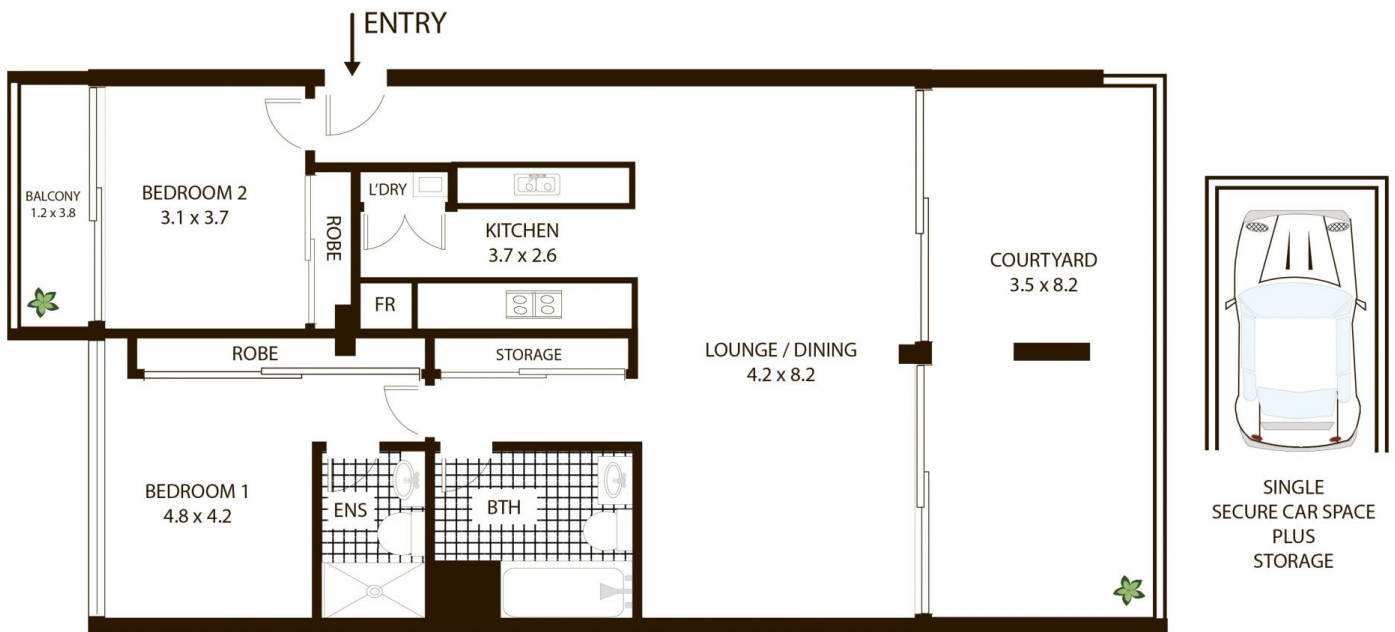 ENTRY
BALCONY
1.2 x 3.8
BEDROOM 2
3.1 x 3.7
ROBE
L'DRY
KITCHEN
3.7 x 2.6
FR
COURTYARD
3.5 x 8.2
ROBE
STORAGE
LOUNGE / DINING
4.2 x 8.2
BEDROOM 1
4.8 x 4.2
ENS
BTH
SINGLE
SECURE CAR SPACE
PLUS
STORAGE